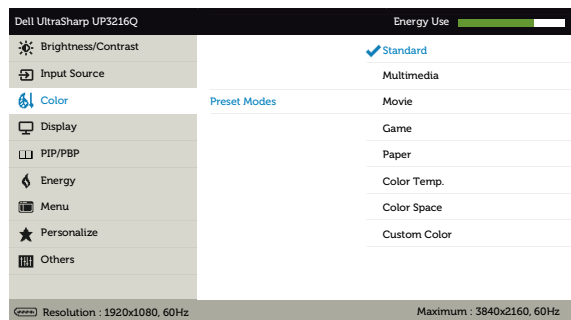 Dell UltraSharp UP3216Q Energy Use
Brightness/Contrast Standard
Input Source Multimedia
Color Preset Modes Movie
Display Game
PIP/PBP Paper
Energy Color Temp.
Menu Color Space
Personalize Custom Color
Others
Resolution : 1920x1080, 60Hz Maximum : 3840x2160, 60Hz